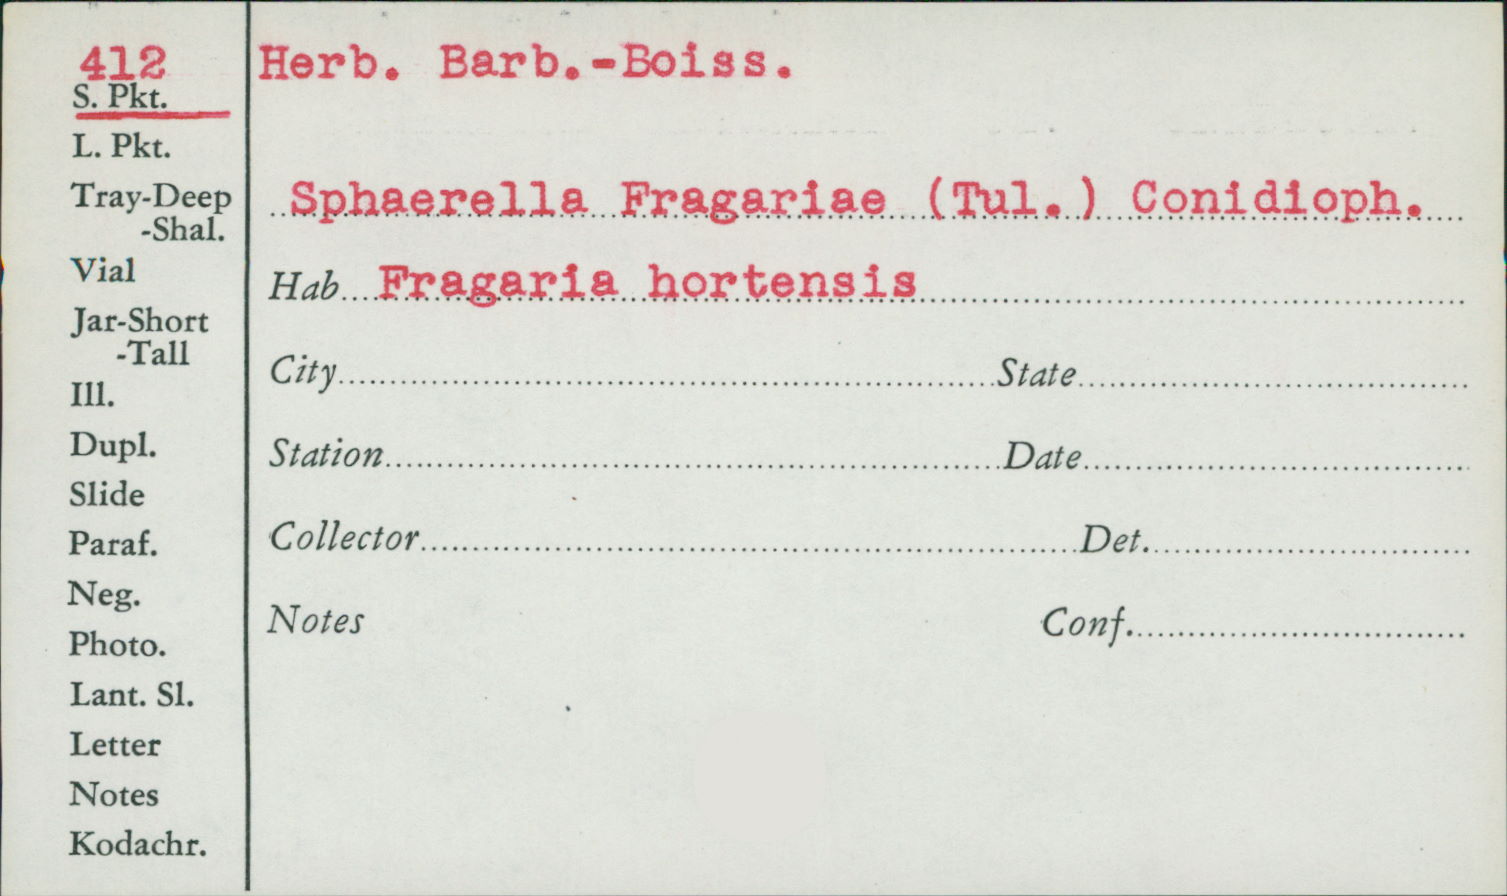 412
S. Pkt.
L. Pkt.
Tray-Deep
-Shal.
Vial
Jar-Short
-Tall
Ill.
Dupl.
Slide
Paraf.
Neg.
Photo.
Lant. Sl.
Letter
Notes
Kodachr.
Herb. Barb.-Boiss.
Sphaerella Fragariae (Tul.) Conidioph.
Hab. Fragaria hortensis
City State
Station Date
Collector Det.
Notes Conf.